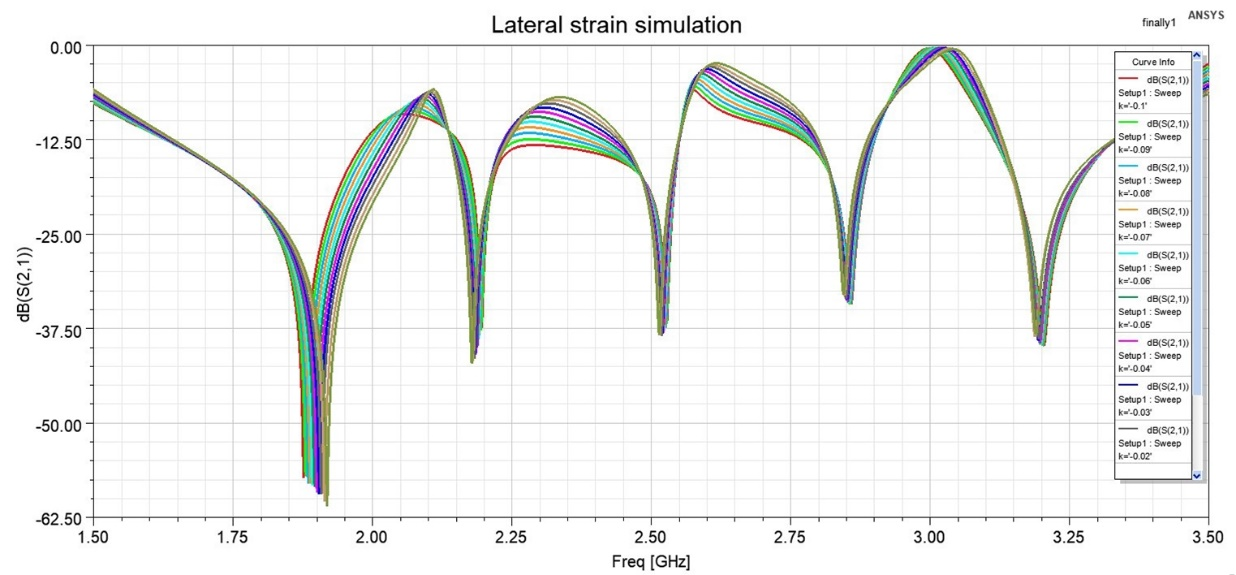 Lateral strain simulation
finally1
ANSYS
0.00
-12.50
-25.00
-37.50
-50.00
-62.50
dB(S(2,1))
1.50 1.75 2.00 2.25 2.50 2.75 3.00 3.25 3.50
Freq [GHz]
Curve Info
dB(S(2,1))
Setup1 : Sweep
k='-0.1'
dB(S(2,1))
Setup1 : Sweep
k='-0.09'
dB(S(2,1))
Setup1 : Sweep
k='-0.08'
dB(S(2,1))
Setup1 : Sweep
k='-0.07'
dB(S(2,1))
Setup1 : Sweep
k='-0.06'
dB(S(2,1))
Setup1 : Sweep
k='-0.05'
dB(S(2,1))
Setup1 : Sweep
k='-0.04'
dB(S(2,1))
Setup1 : Sweep
k='-0.03'
dB(S(2,1))
Setup1 : Sweep
k='-0.02'